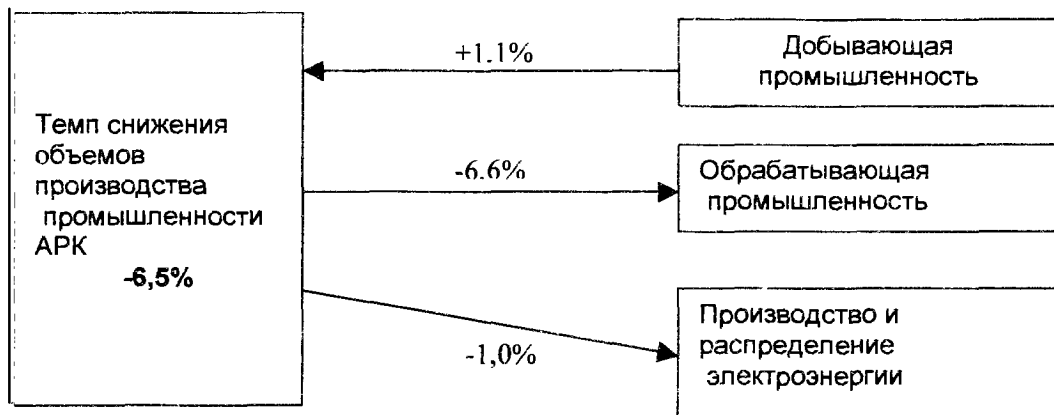 Темп снижения
объемов
производства
промышленности
АРК
-6,5%
+1.1%
Добывающая
промышленность
-6.6%
Обрабатывающая
промышленность
-1,0%
Производство и
распределение
электроэнергии